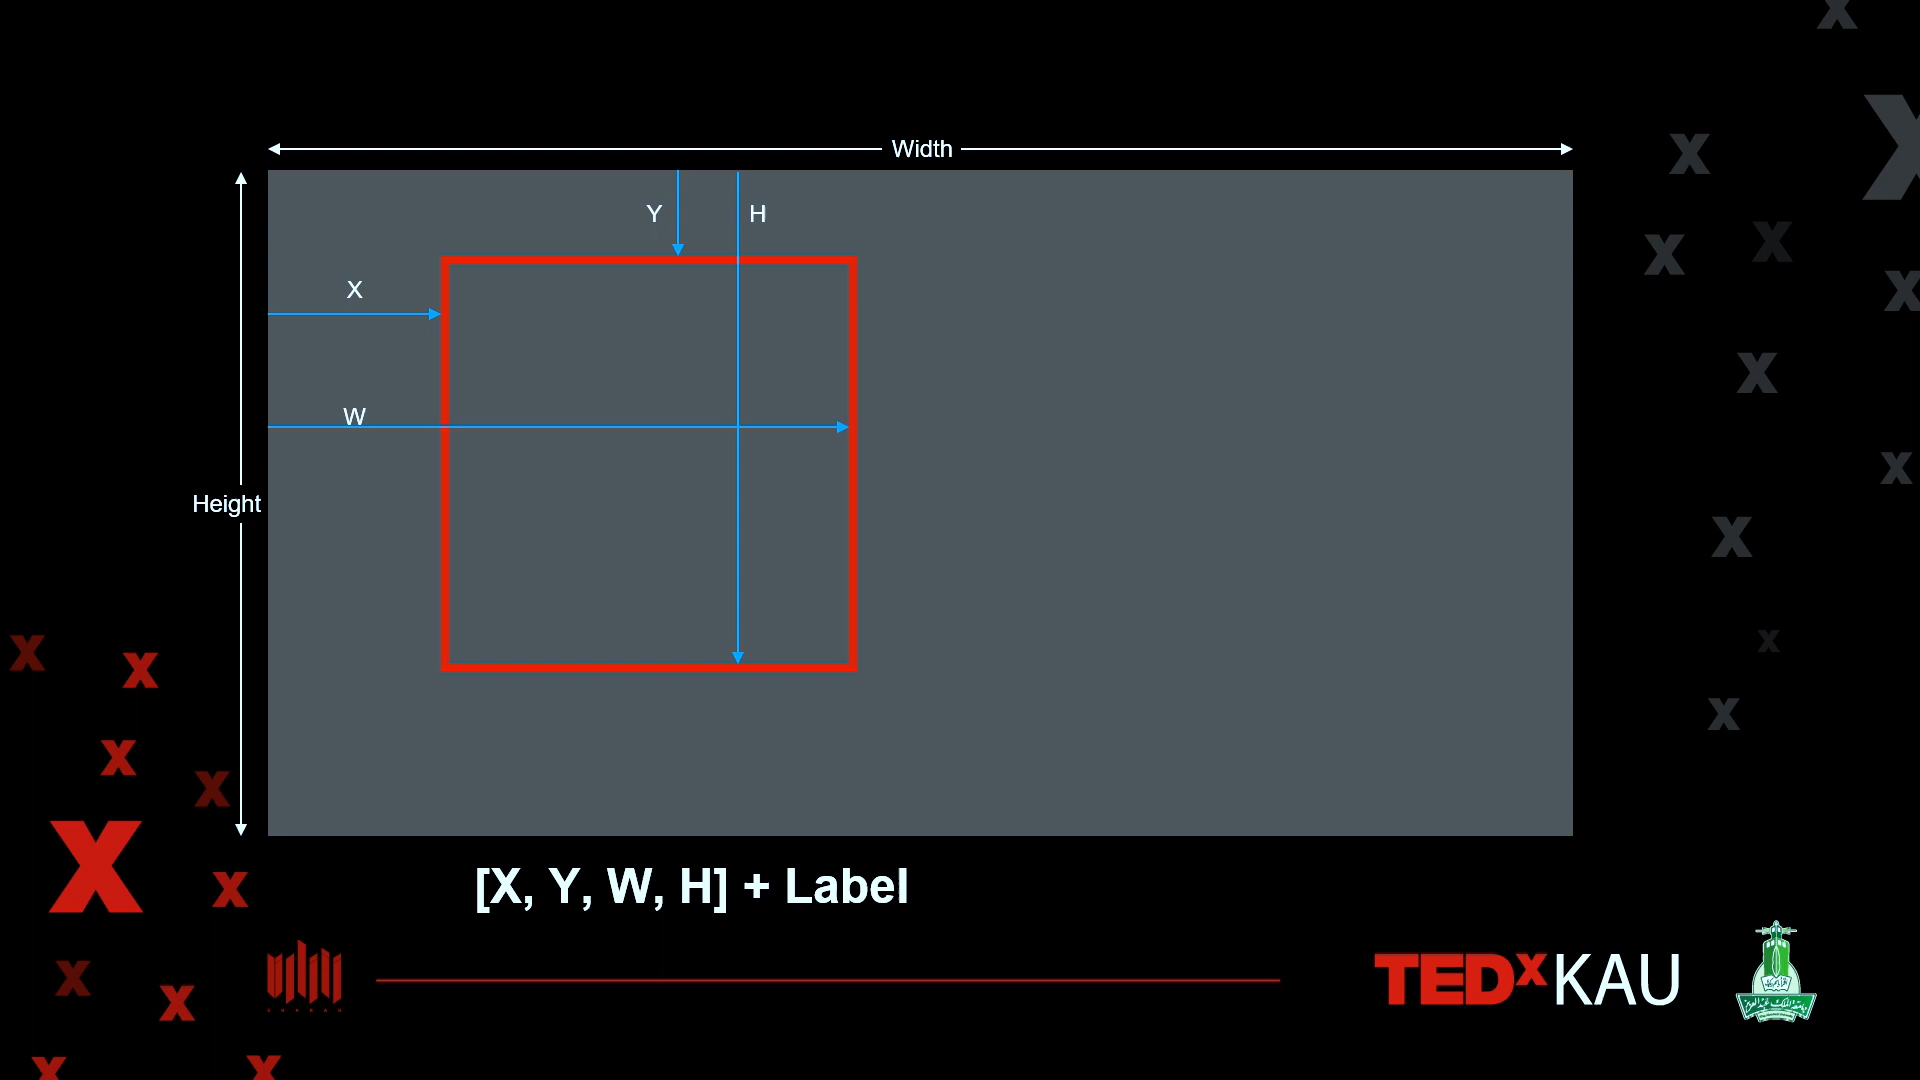 Width
Y H
X
W
Height
[X, Y, W, H] + Label
TEDxKAU